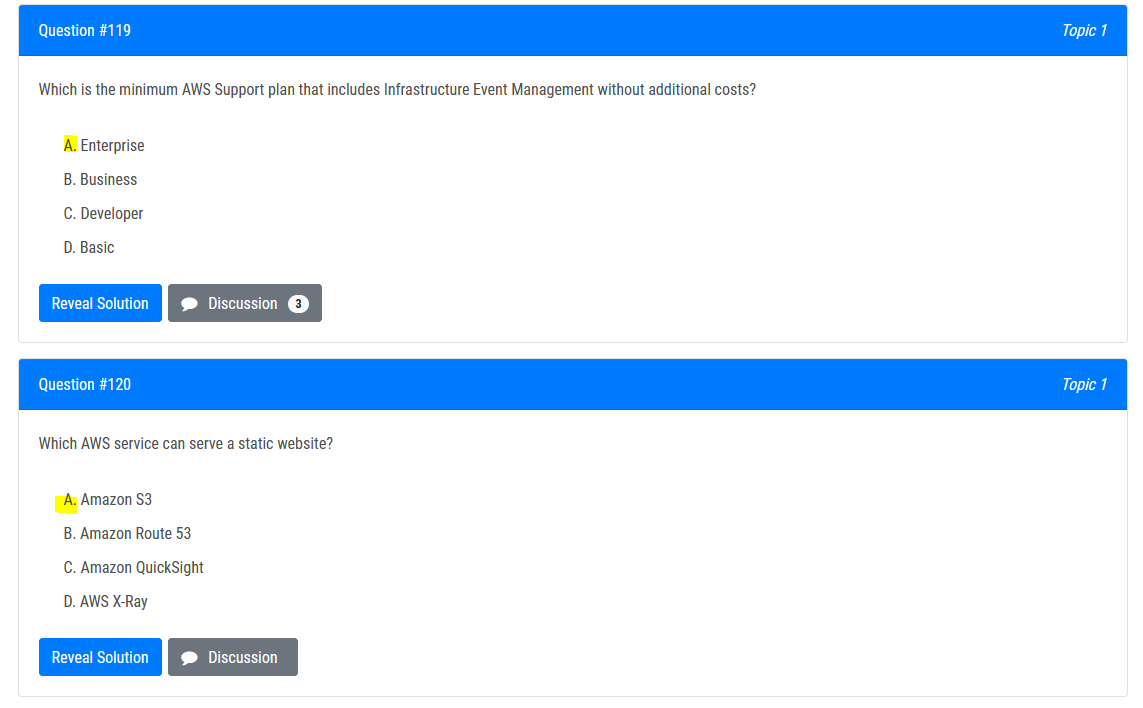 Question #119 Topic 1
Which is the minimum AWS Support plan that includes Infrastructure Event Management without additional costs?
A. Enterprise
B. Business
C. Developer
D. Basic
Reveal Solution Discussion 3
Question #120 Topic 1
Which AWS service can serve a static website?
A. Amazon S3
B. Amazon Route 53
C. Amazon QuickSight
D. AWS X-Ray
Reveal Solution Discussion